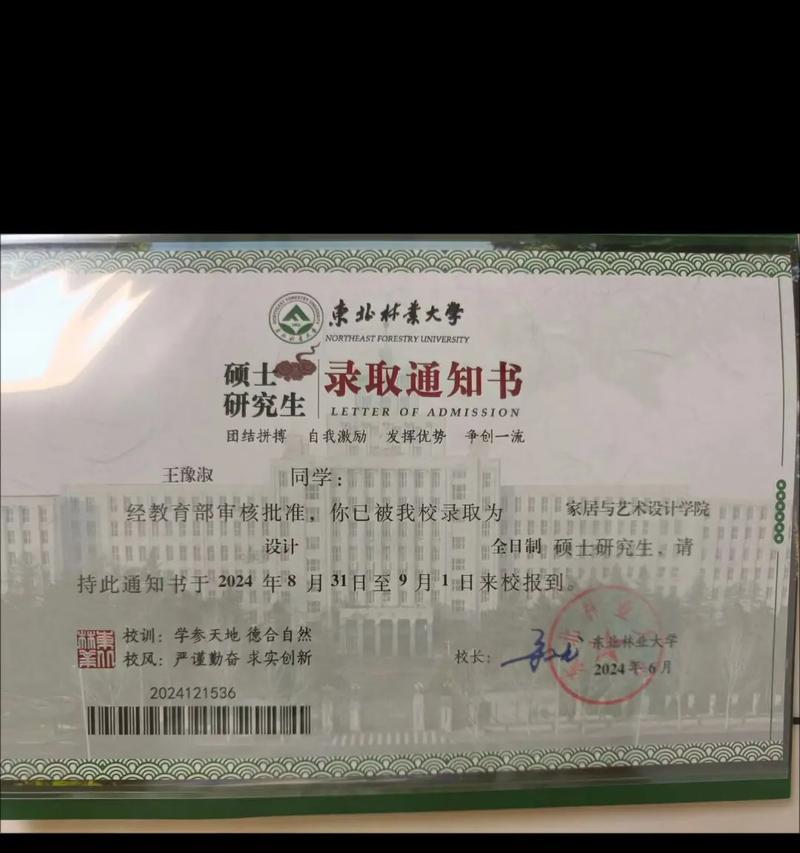 東北林業大學
NORTHEAST FORESTRY UNIVERSITY
硕士研究生
录取通知书
LETTER OF ADMISSION
团结拼搏 自我激励 发挥优势 争创一流
王豫淑 同学：
经教育部审核批准，你已被我校录取为 家居与艺术设计学院
设计 全日制 硕士研究生，请
持此通知书于 2024 年 8 月 31 日至 9 月 1 日来校报到。
校训：学参天地 德合自然
校风：严谨勤奋 求实创新
校长：
东北林业大学
2024 年 6 月
2024121536